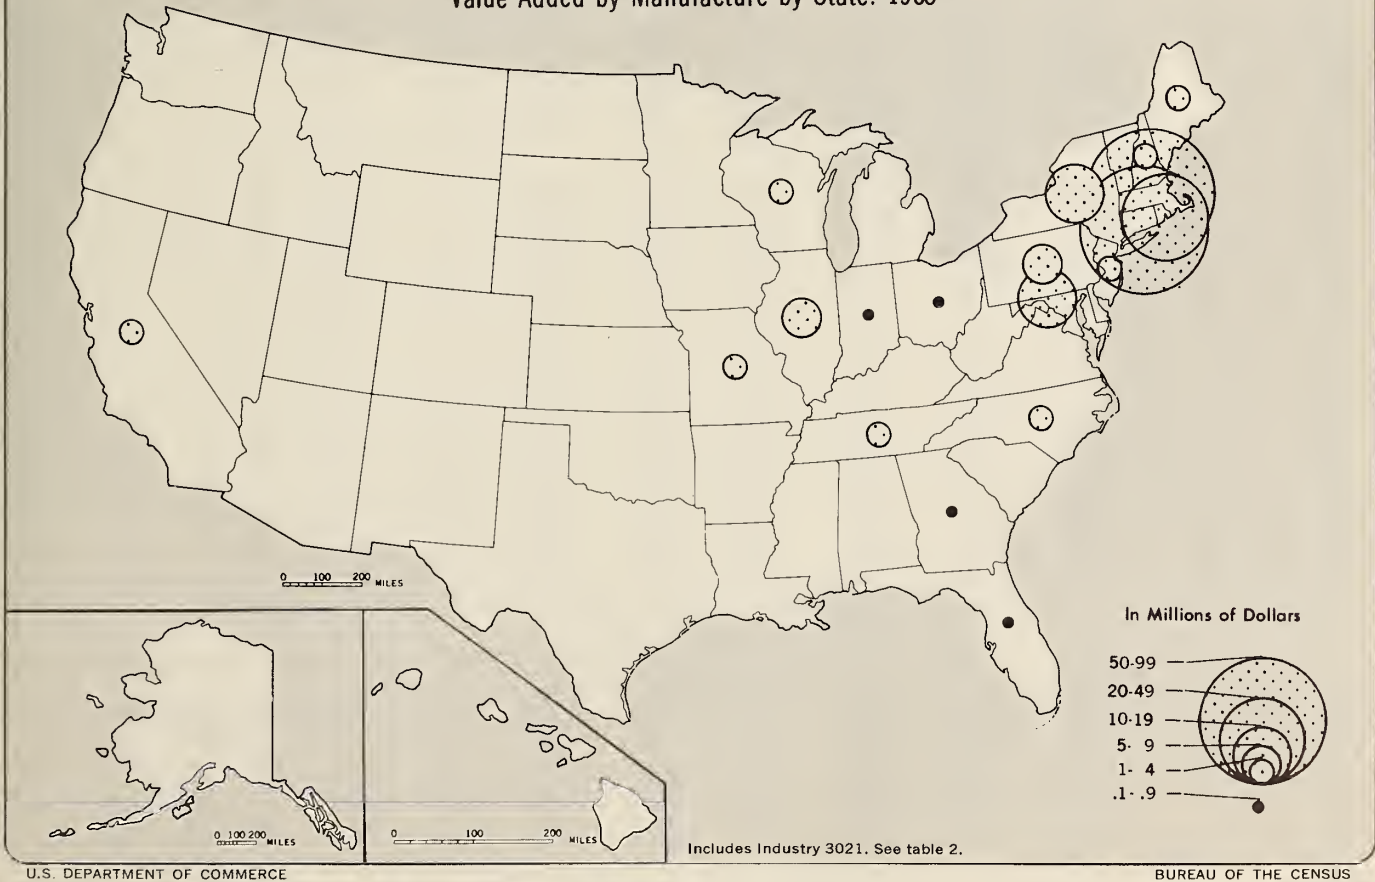 Value Added by Manufacture by State: 1963
0 100 200 MILES
In Millions of Dollars
50-99
20-49
10-19
5- 9
1- 4
.1- .9
0 100 200 MILES
0 100 200 MILES
Includes Industry 3021. See table 2.
U.S. DEPARTMENT OF COMMERCE
BUREAU OF THE CENSUS